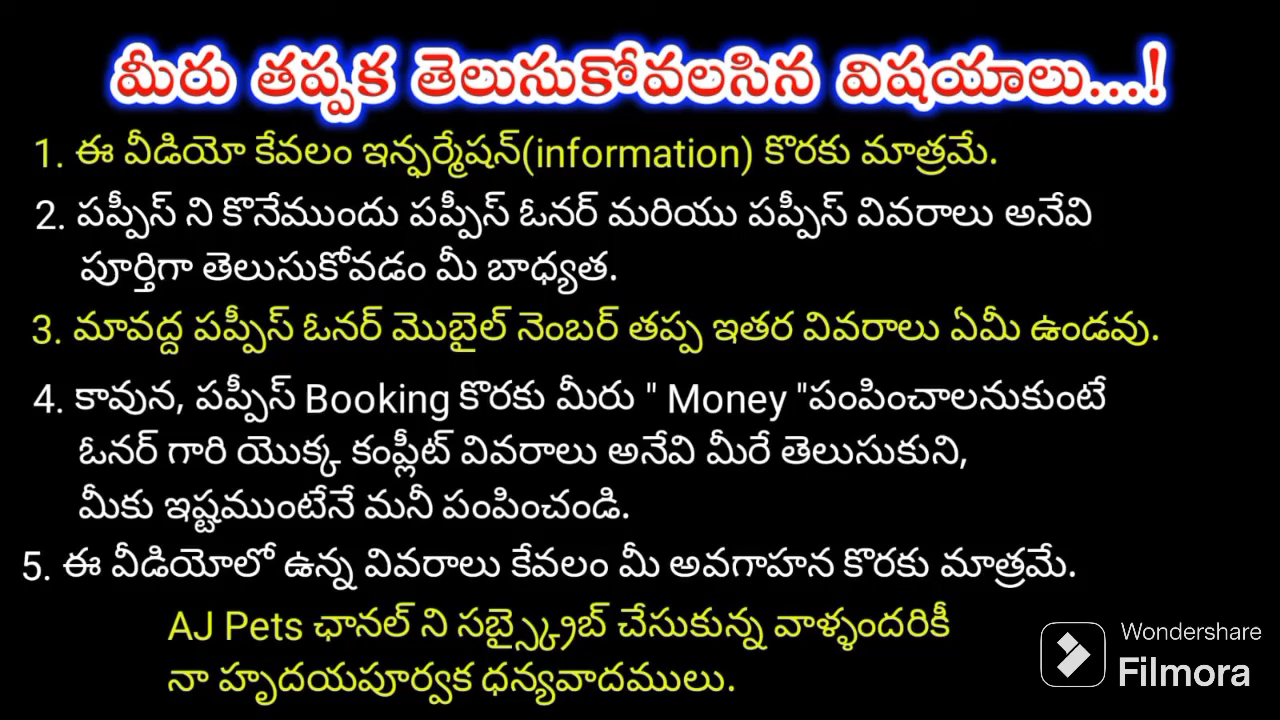 మీరు తప్పక తెలుసుకోవలసిన విషయాలు...!
1. ఈ వీడియో కేవలం ఇన్ఫర్మేషన్(information) కొరకు మాత్రమే.
2. పప్పీస్ ని కొనేముందు పప్పీస్ ఓనర్ మరియు పప్పీస్ వివరాలు అనేవి
పూర్తిగా తెలుసుకోవడం మీ బాధ్యత.
3. మావద్ద పప్పీస్ ఓనర్ మొబైల్ నెంబర్ తప్ప ఇతర వివరాలు ఏమీ ఉండవు.
4. కావున, పప్పీస్ Booking కొరకు మీరు " Money "పంపించాలనుకుంటే
ఓనర్ గారి యొక్క కంప్లీట్ వివరాలు అనేవి మీరే తెలుసుకుని,
మీకు ఇష్టముంటేనే మనీ పంపించండి.
5. ఈ వీడియోలో ఉన్న వివరాలు కేవలం మీ అవగాహన కొరకు మాత్రమే.
AJ Pets ఛానల్ ని సబ్స్క్రైబ్ చేసుకున్న వాళ్ళందరికీ
నా హృదయపూర్వక ధన్యవాదములు.
Wondershare
Filmora